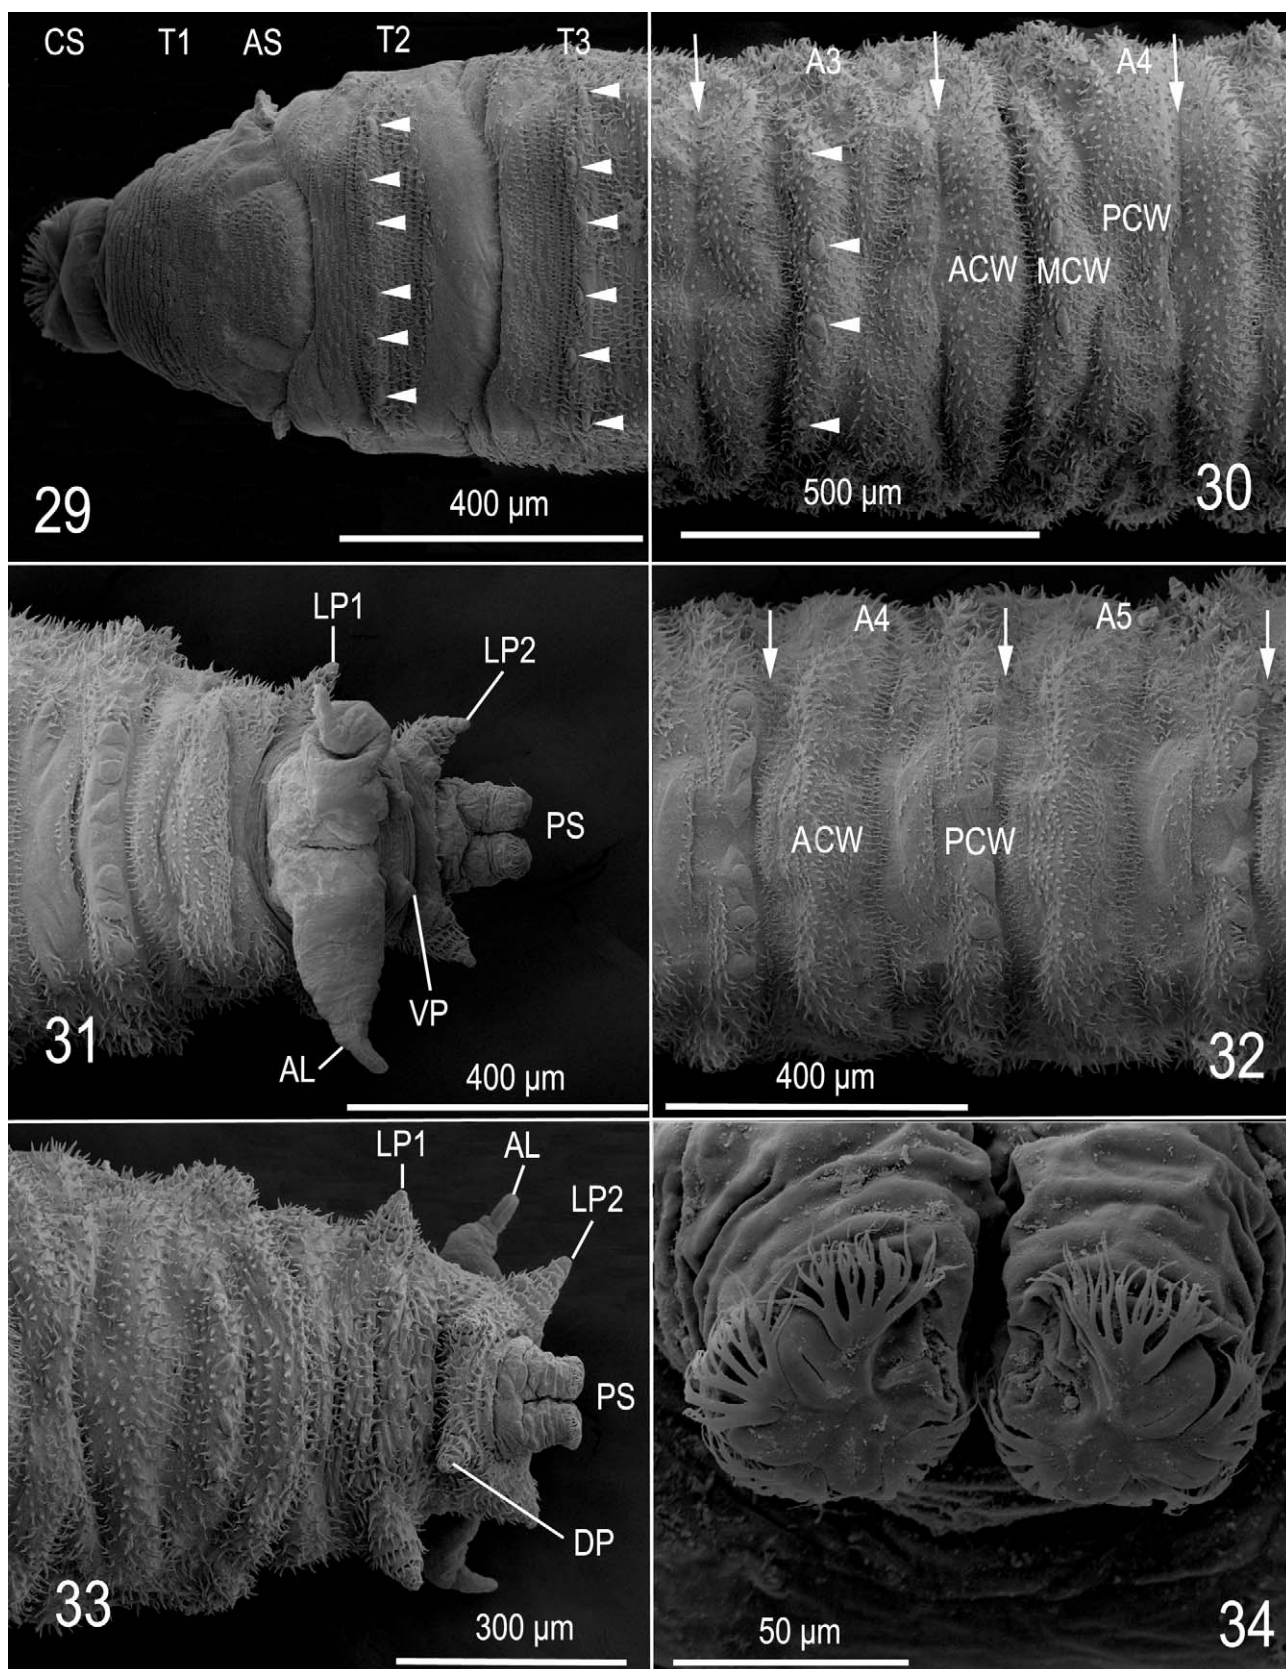 CS T1 AS T2 T3
400 µm
29
A3 A4
PCW
ACW MCW
500 µm
30
LP1
LP2
PS
VP
AL
400 µm
31
A4 A5
ACW PCW
400 µm
32
LP1 AL
LP2
PS
DP
300 µm
33
50 µm
34